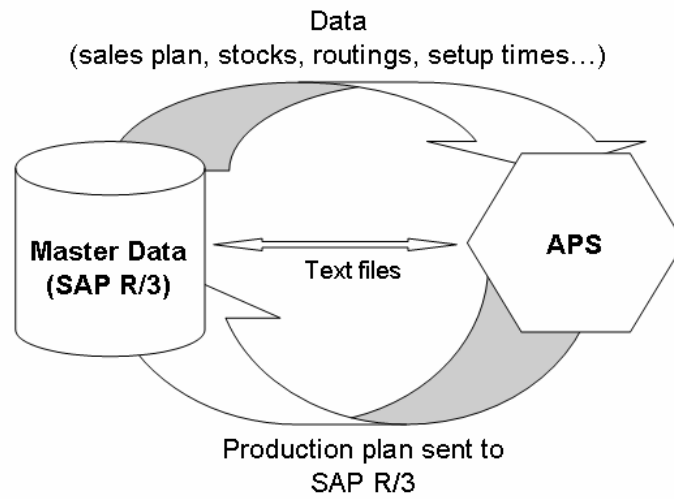 Data
(sales plan, stocks, routings, setup times...)
Master Data
(SAP R/3)
APS
Text files
Production plan sent to
SAP R/3